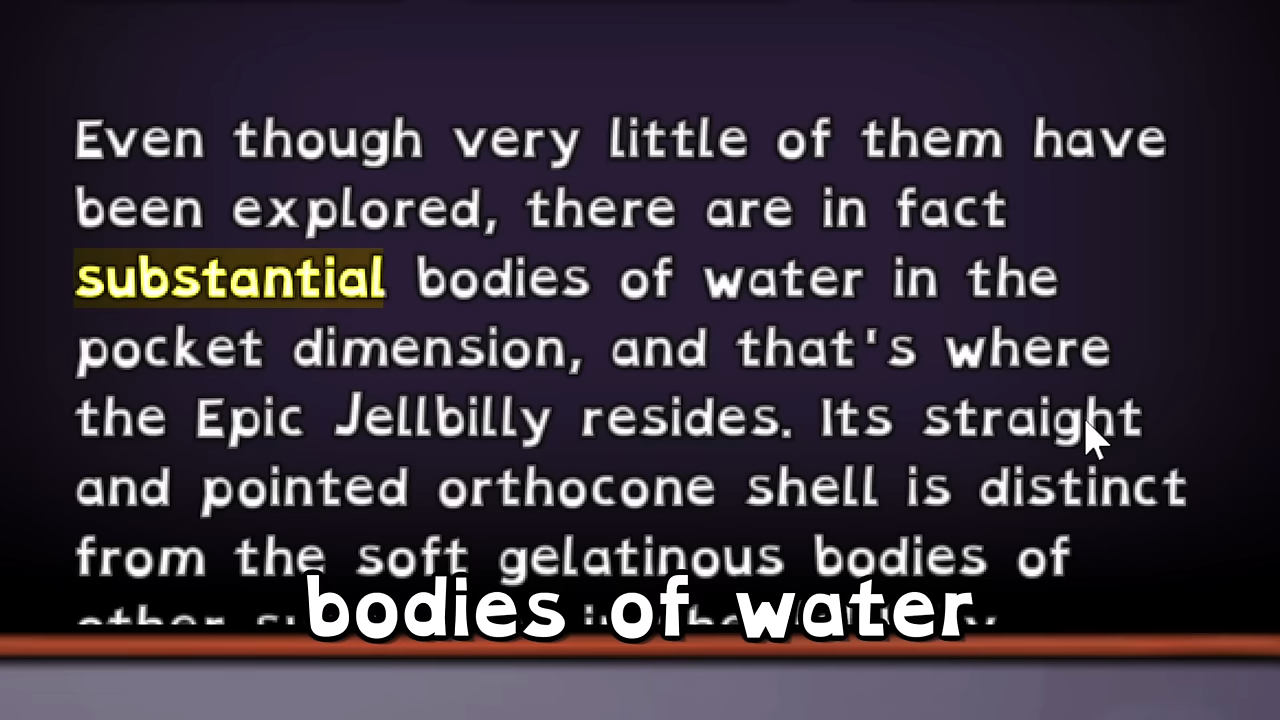 Even though very little of them have
been explored, there are in fact
substantial bodies of water in the
pocket dimension, and that's where
the Epic Jellbilly resides. Its straight
and pointed orthocone shell is distinct
from the soft gelatinous bodies of
other
bodies of water